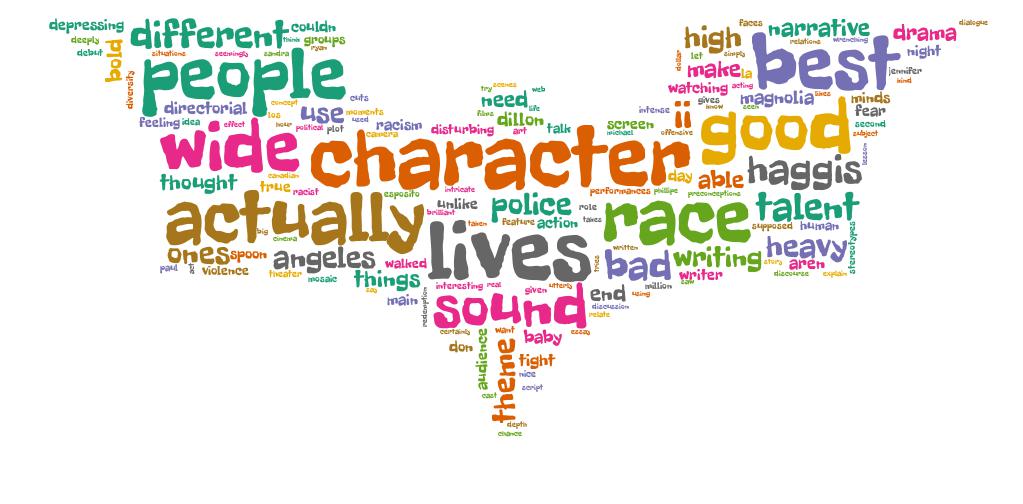 depressing
different
couldn
deeply
think
groups
debut
bold
situations
seemingly
sandra
ryan
people
diversity
directorial
concept
cuts
feeling
idea
effect
los
hour
use
moments
used
political
plot
racism
camera
wide
character
disturbing
art
talk
try
scenes
need
web
life
films
dillon
high
faces
narrative
relations
wrenching
drama
dialogue
night
let
simply
dollar
make
la
best
jennifer
kind
watching
acting
gives
magnolia
likes
minds
know
seen
fear
intense
ii
screen
michael
offensive
good
second
subject
lesson
day
able
haggis
thought
canadian
true
racist
esposito
intricate
performances
phillipe
preconceptions
actually
big
cinema
unlike
brilliant
police
role
taken
feature
action
takes
race
talent
supposed
human
stereotypes
ones
spoon
angeles
walked
lives
written
tries
bad
writing
story
heavy
paul
act
violence
theater
mosaic
things
say
writer
saw
aren
discourse
explain
main
redemption
interesting
real
given
utterly
end
million
using
sound
discussion
relate
certainly
want
essay
don
audience
baby
theme
tight
nice
cast
script
depth
chance